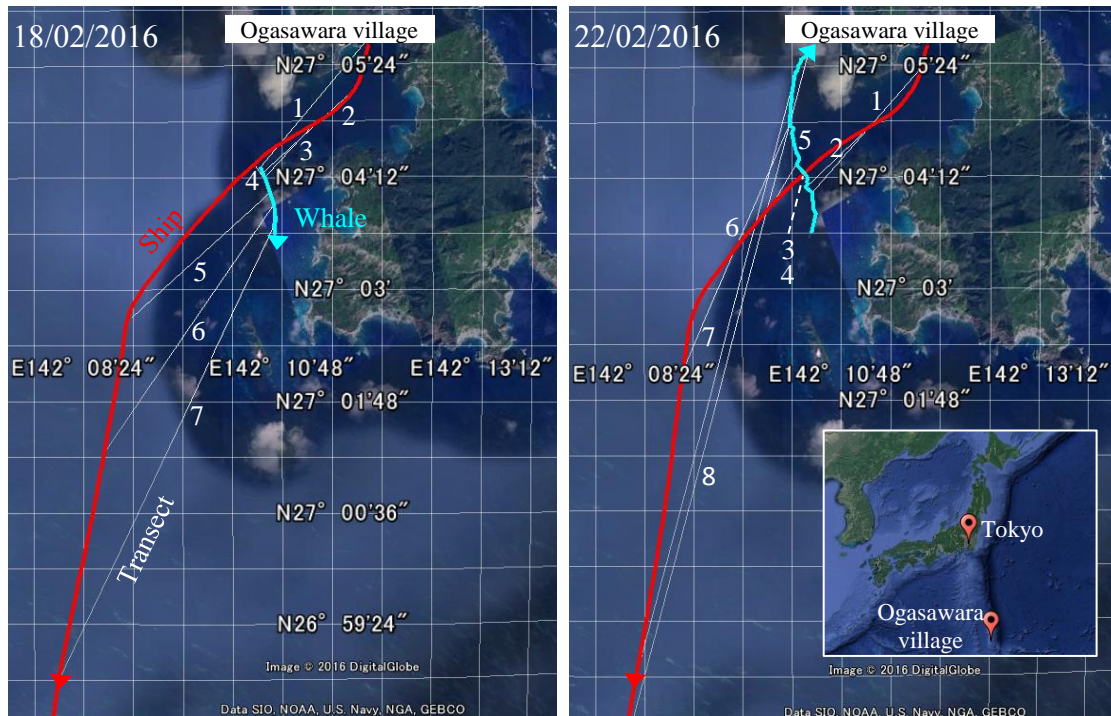 18/02/2016
Ogasawara village
N27° 05'24"
1
2
3
N27° 04'12"
4
Whale
Ship
5
N27° 03'
6
E142° 08'24"
E142° 10'48"
E142° 13'12"
N27° 01'48"
7
Transect
N27° 00'36"
N26° 59'24"
Image © 2016 DigitalGlobe
Data SIO, NOAA, U.S. Navy, NGA, GEBCO
22/02/2016
Ogasawara village
N27° 05'24"
1
5
2
N27° 04'12"
6
3
4
N27° 03'
7
E142° 08'24"
E142° 10'48"
E142° 13'12"
N27° 01'48"
8
Tokyo
Ogasawara
village
Data SIO, NOAA, U.S. Navy, NGA, GEBCO